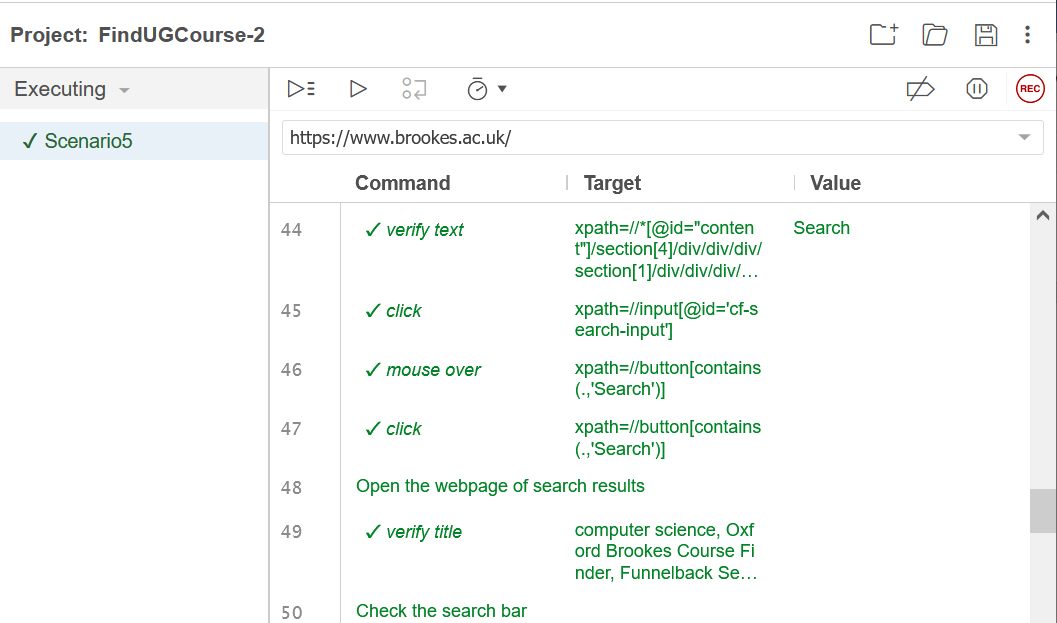 Project: FindUGCourse-2
Executing
REC
✓ Scenario5
https://www.brookes.ac.uk/
Command Target Value
44 ✓ verify text xpath=//*[@id="conten Search
t"]/section[4]/div/div/div/
section[1]/div/div/div/…
45 ✓ click xpath=//input[@id='cf-s
earch-input']
46 ✓ mouse over xpath=//button[contains
(.,'Search')]
47 ✓ click xpath=//button[contains
(.,'Search')]
48 Open the webpage of search results
49 ✓ verify title computer science, Oxf
ord Brookes Course Fi
nder, Funnelback Se…
50 Check the search bar